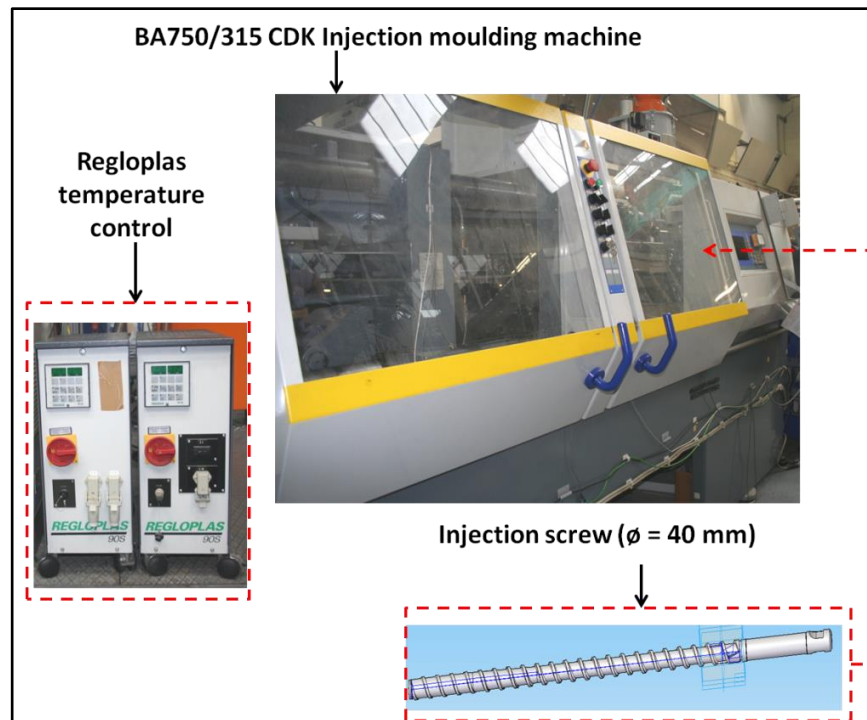 BA750/315 CDK Injection moulding machine
Regloplas
temperature
control
REGLOPLAS
90S
REGLOPLAS
90S
Injection screw (ø = 40 mm)